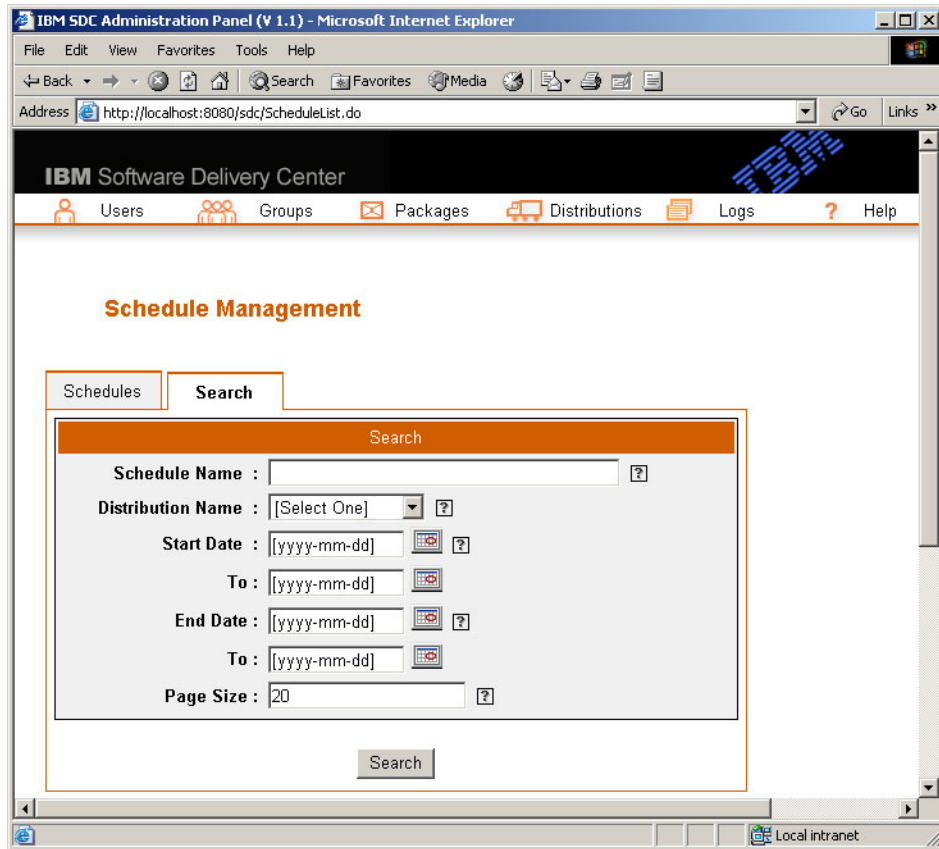 IBM SDC Administration Panel (V 1.1) - Microsoft Internet Explorer
File Edit View Favorites Tools Help
Back Search Favorites Media
Address http://localhost:8080/sdc/ScheduleList.do Go Links »
IBM Software Delivery Center IBM
Users Groups Packages Distributions Logs ? Help
Schedule Management
Schedules Search
Search
Schedule Name : ?
Distribution Name : [Select One] ?
Start Date : [yyyy-mm-dd] ?
To : [yyyy-mm-dd]
End Date : [yyyy-mm-dd] ?
To : [yyyy-mm-dd]
Page Size : 20 ?
Search
Local intranet